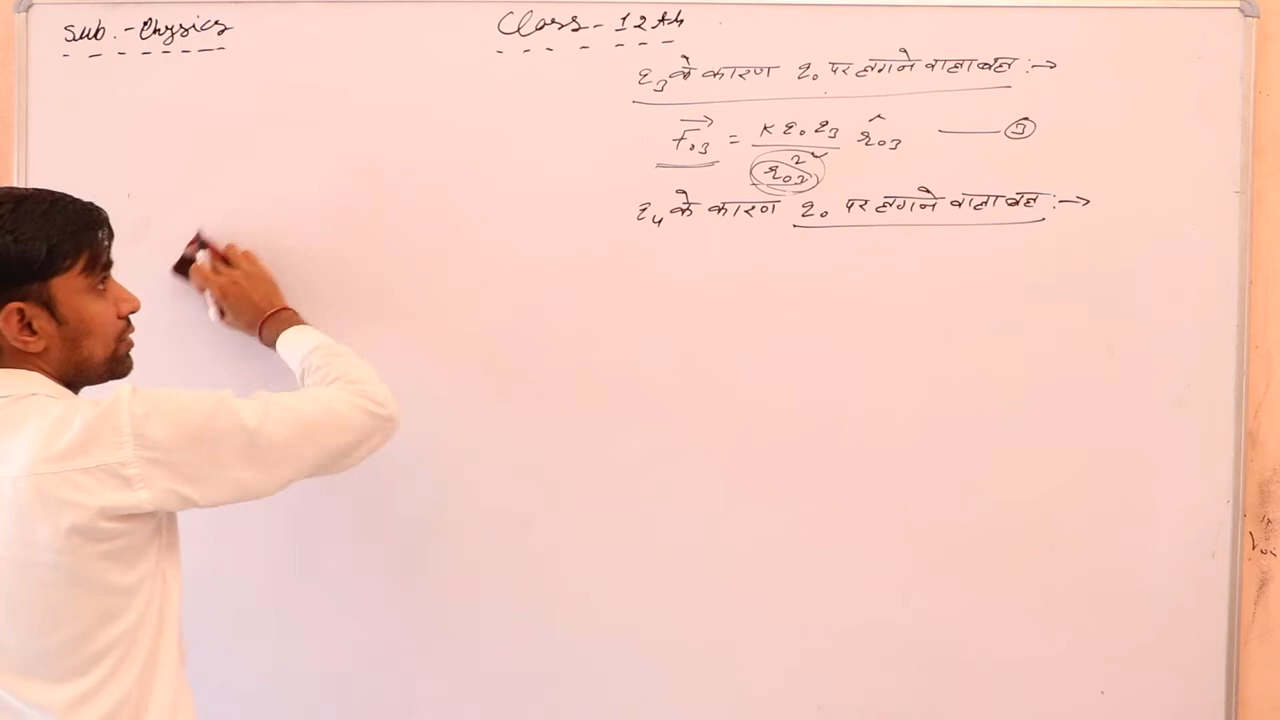 Sub.-Physics
Class-12th
q₃ के कारण q₀ पर लगने वाला बल :→
F₀₃ = K q₀ q₃ / r₀₃² r̂₀₃ —— ③
q₄ के कारण q₀ पर लगने वाला बल :→